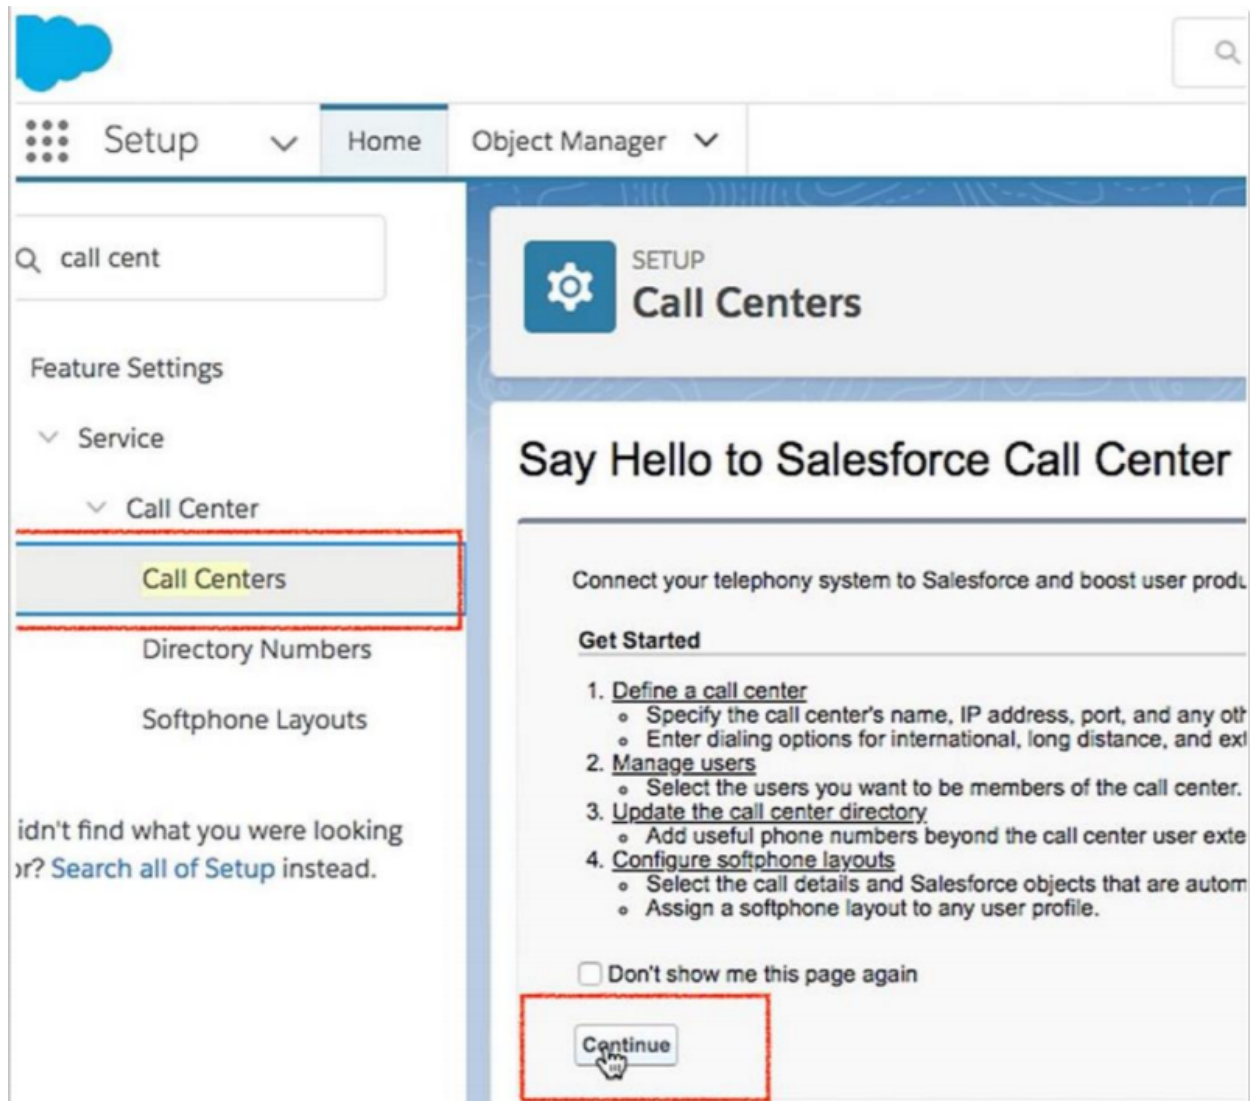 Setup
Home
Object Manager
call cent
Feature Settings
Service
Call Center
Call Centers
Directory Numbers
Softphone Layouts
idn't find what you were looking
or? Search all of Setup instead.
SETUP
Call Centers
Say Hello to Salesforce Call Center
Connect your telephony system to Salesforce and boost user produ
Get Started
1. Define a call center
Specify the call center's name, IP address, port, and any oth
Enter dialing options for international, long distance, and ext
2. Manage users
Select the users you want to be members of the call center.
3. Update the call center directory
Add useful phone numbers beyond the call center user exte
4. Configure softphone layouts
Select the call details and Salesforce objects that are autom
Assign a softphone layout to any user profile.
Don't show me this page again
Continue